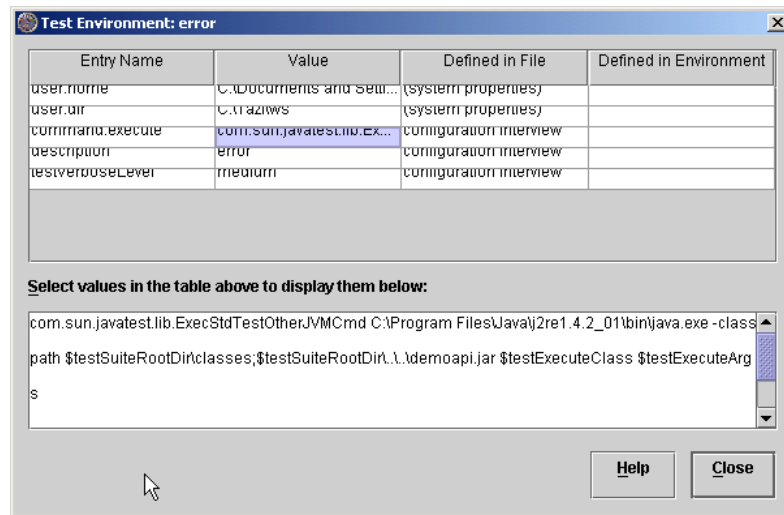 Test Environment: error
Entry Name Value Defined in File Defined in Environment
user.home C:\Documents and Setti... (system properties)
user.dir C:\Tazi\ws (system properties)
command.execute com.sun.javatest.lib.Ex... configuration interview
description error configuration interview
testVerboseLevel medium configuration interview
Select values in the table above to display them below:
com.sun.javatest.lib.ExecStdTestOtherJVMCmd C:\Program Files\Java\j2re1.4.2_01\bin\java.exe -class
path $testSuiteRootDir\classes;$testSuiteRootDir\..\..\demoapi.jar $testExecuteClass $testExecuteArg
s
Help Close